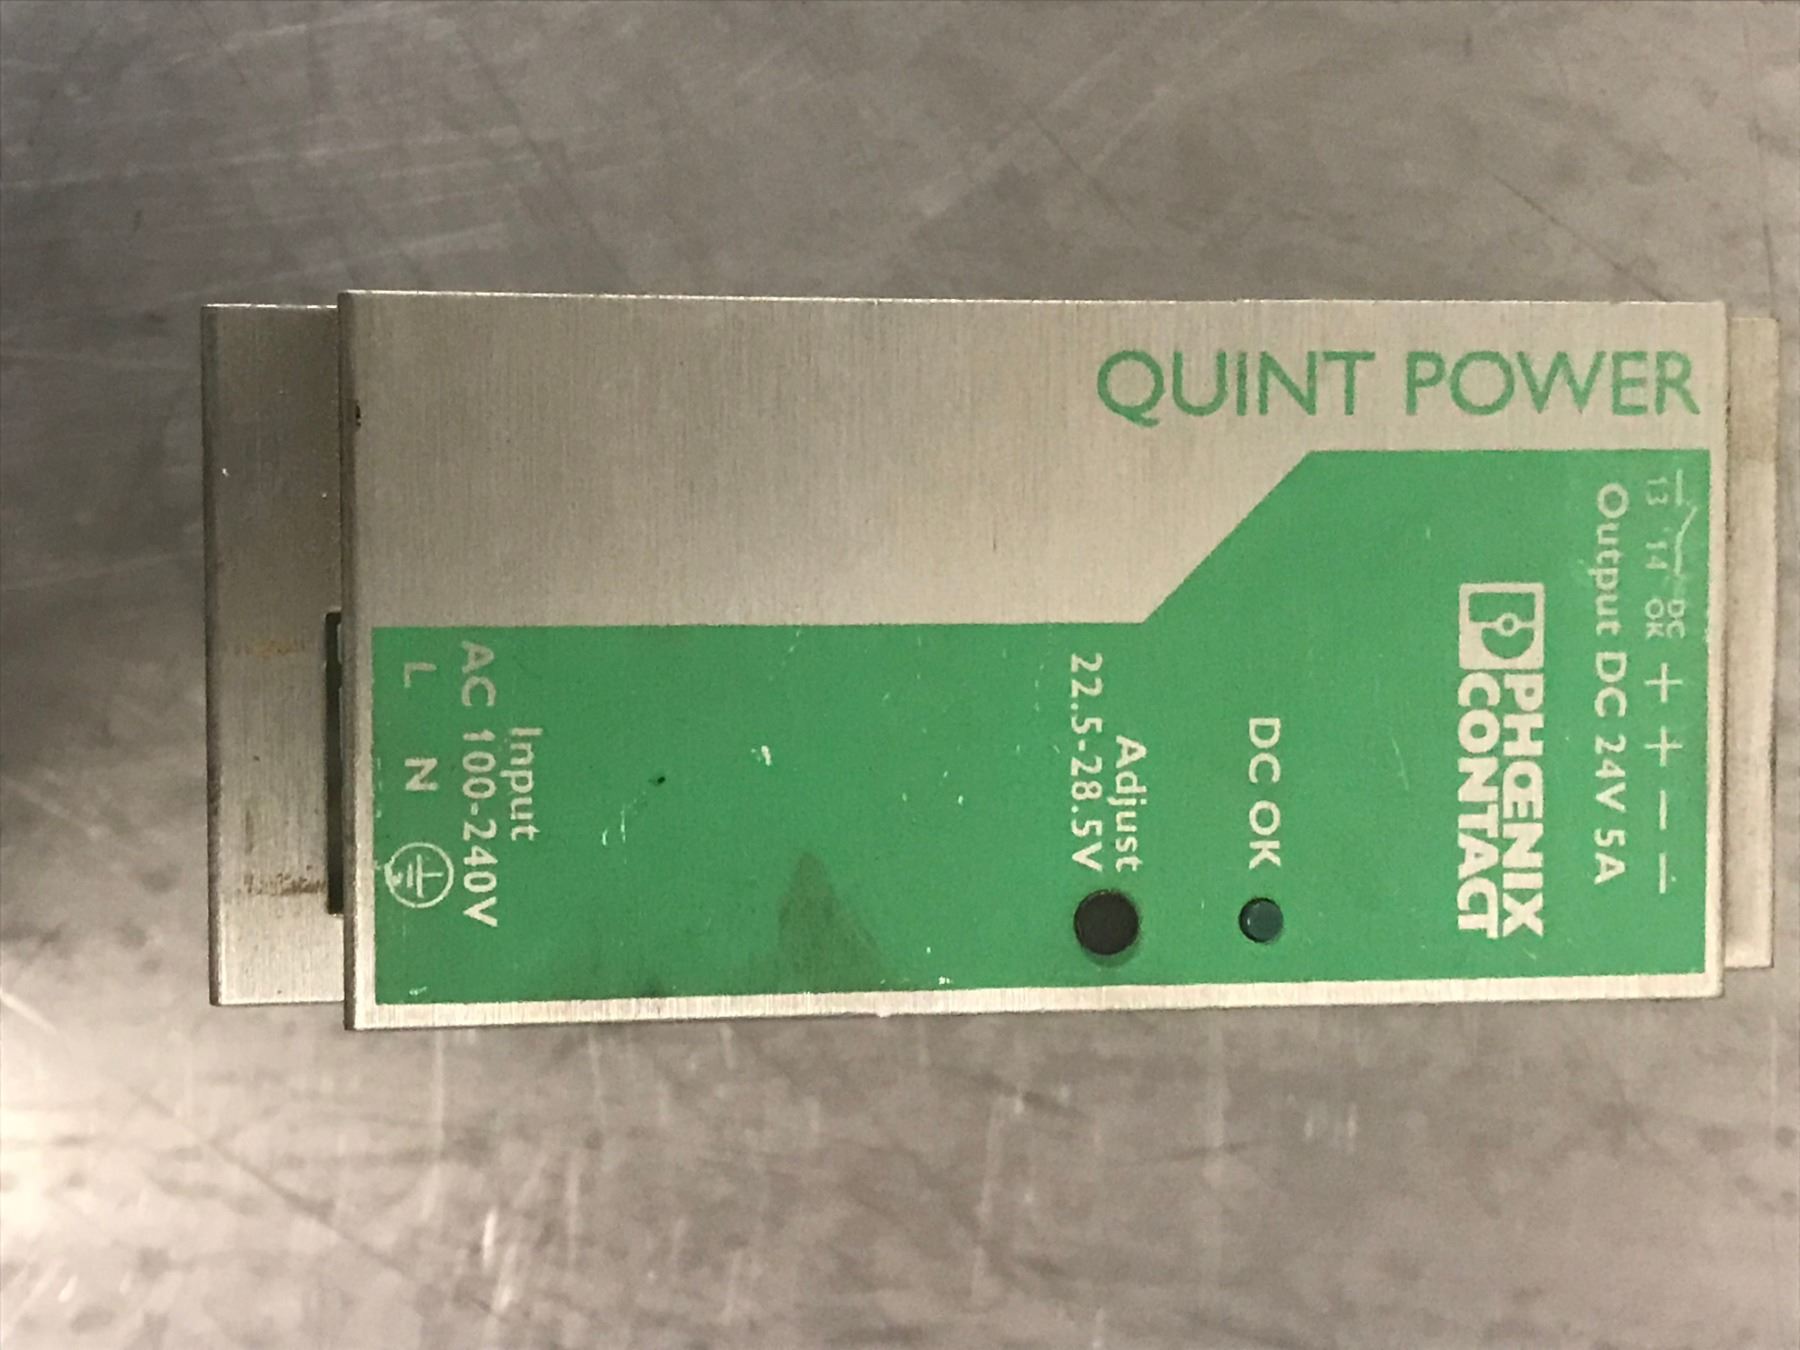 QUINT POWER
13 14 DC OK + + − −
Output DC 24V 5A
PHŒNIX
CONTACT
DC OK
Adjust
22.5-28.5V
Input
AC 100-240V
L N